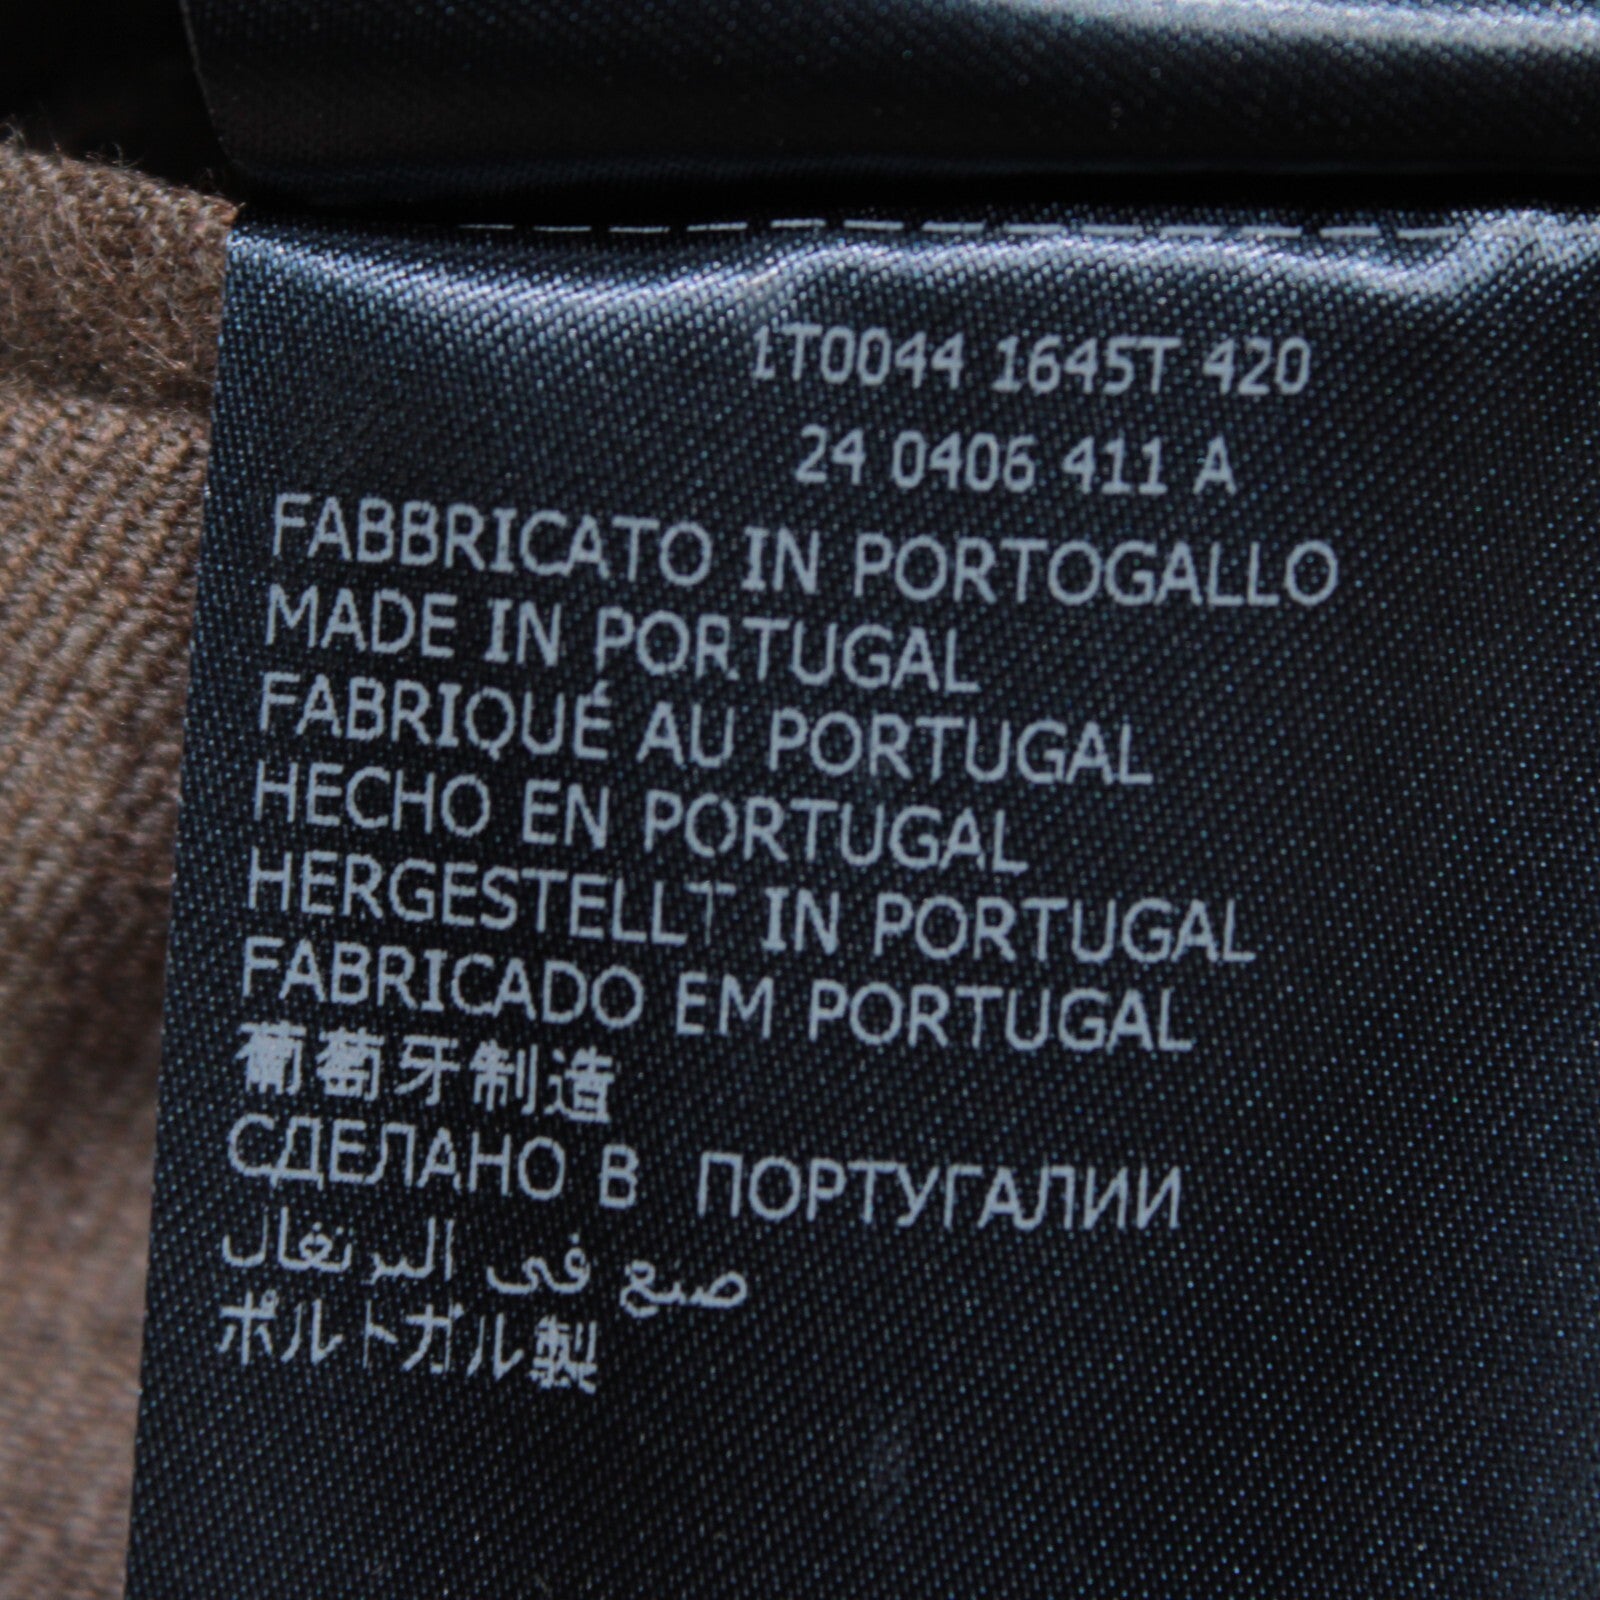 1T0044 1645T 420
24 0406 411 A
FABBRICATO IN PORTOGALLO
MADE IN PORTUGAL
FABRIQUÉ AU PORTUGAL
HECHO EN PORTUGAL
HERGESTELLT IN PORTUGAL
FABRICADO EM PORTUGAL
葡萄牙制造
СДЕЛАНО В ПОРТУГАЛИИ
صنع في البرتغال
ポルトガル製